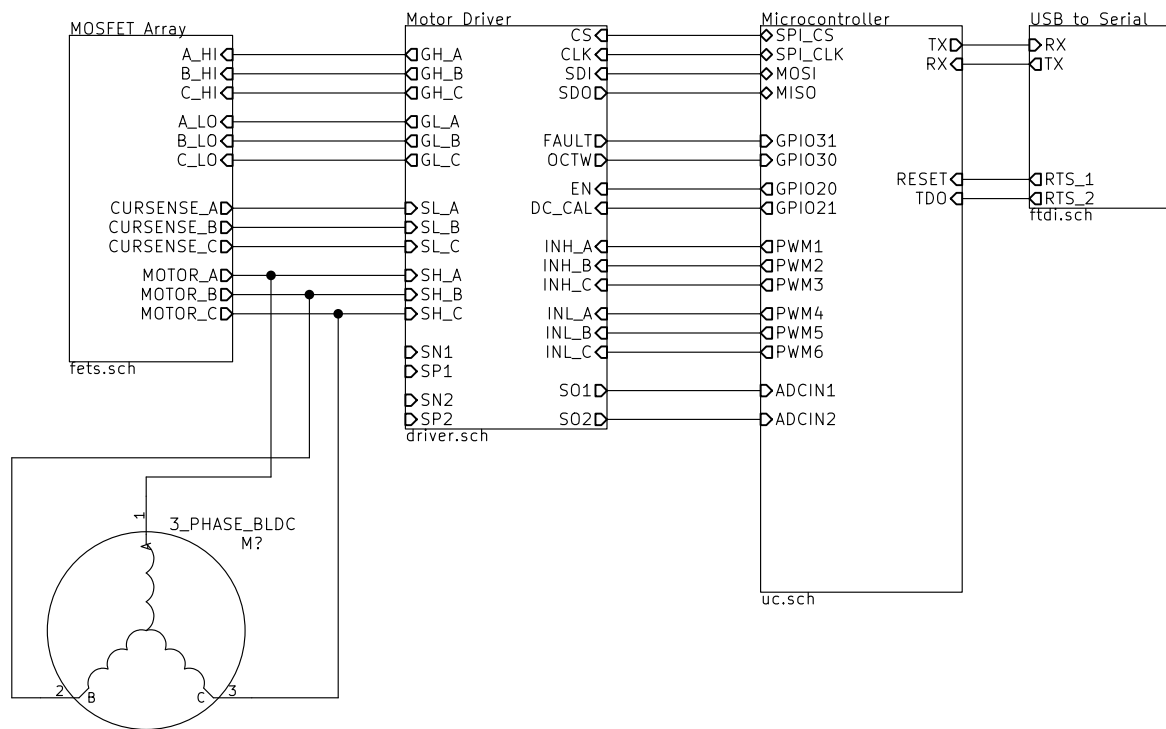 MOSFET Array
A_HI
B_HI
C_HI
A_LO
B_LO
C_LO
CURSENSE_A
CURSENSE_B
CURSENSE_C
MOTOR_A
MOTOR_B
MOTOR_C
fets.sch
Motor Driver
GH_A
GH_B
GH_C
GL_A
GL_B
GL_C
SL_A
SL_B
SL_C
SH_A
SH_B
SH_C
SN1
SP1
SN2
SP2
CS
CLK
SDI
SDO
FAULT
OCTW
EN
DC_CAL
INH_A
INH_B
INH_C
INL_A
INL_B
INL_C
SO1
SO2
driver.sch
Microcontroller
SPI_CS
SPI_CLK
MOSI
MISO
GPIO31
GPIO30
GPIO20
GPIO21
PWM1
PWM2
PWM3
PWM4
PWM5
PWM6
ADCIN1
ADCIN2
TX
RX
RESET
TDO
uc.sch
USB to Serial
RX
TX
RTS_1
RTS_2
ftdi.sch
3_PHASE_BLDC
M?
1
A
2
B
C
3